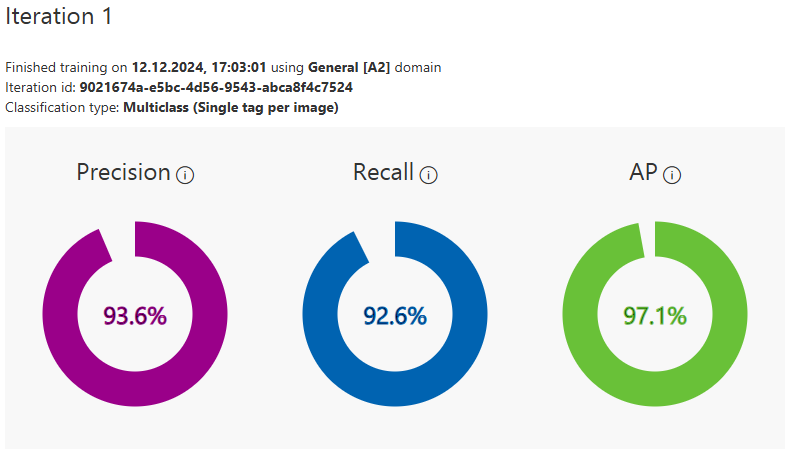 Iteration 1
Finished training on 12.12.2024, 17:03:01 using General [A2] domain
Iteration id: 9021674a-e5bc-4d56-9543-abca8f4c7524
Classification type: Multiclass (Single tag per image)
Precision i Recall i AP i
93.6% 92.6% 97.1%